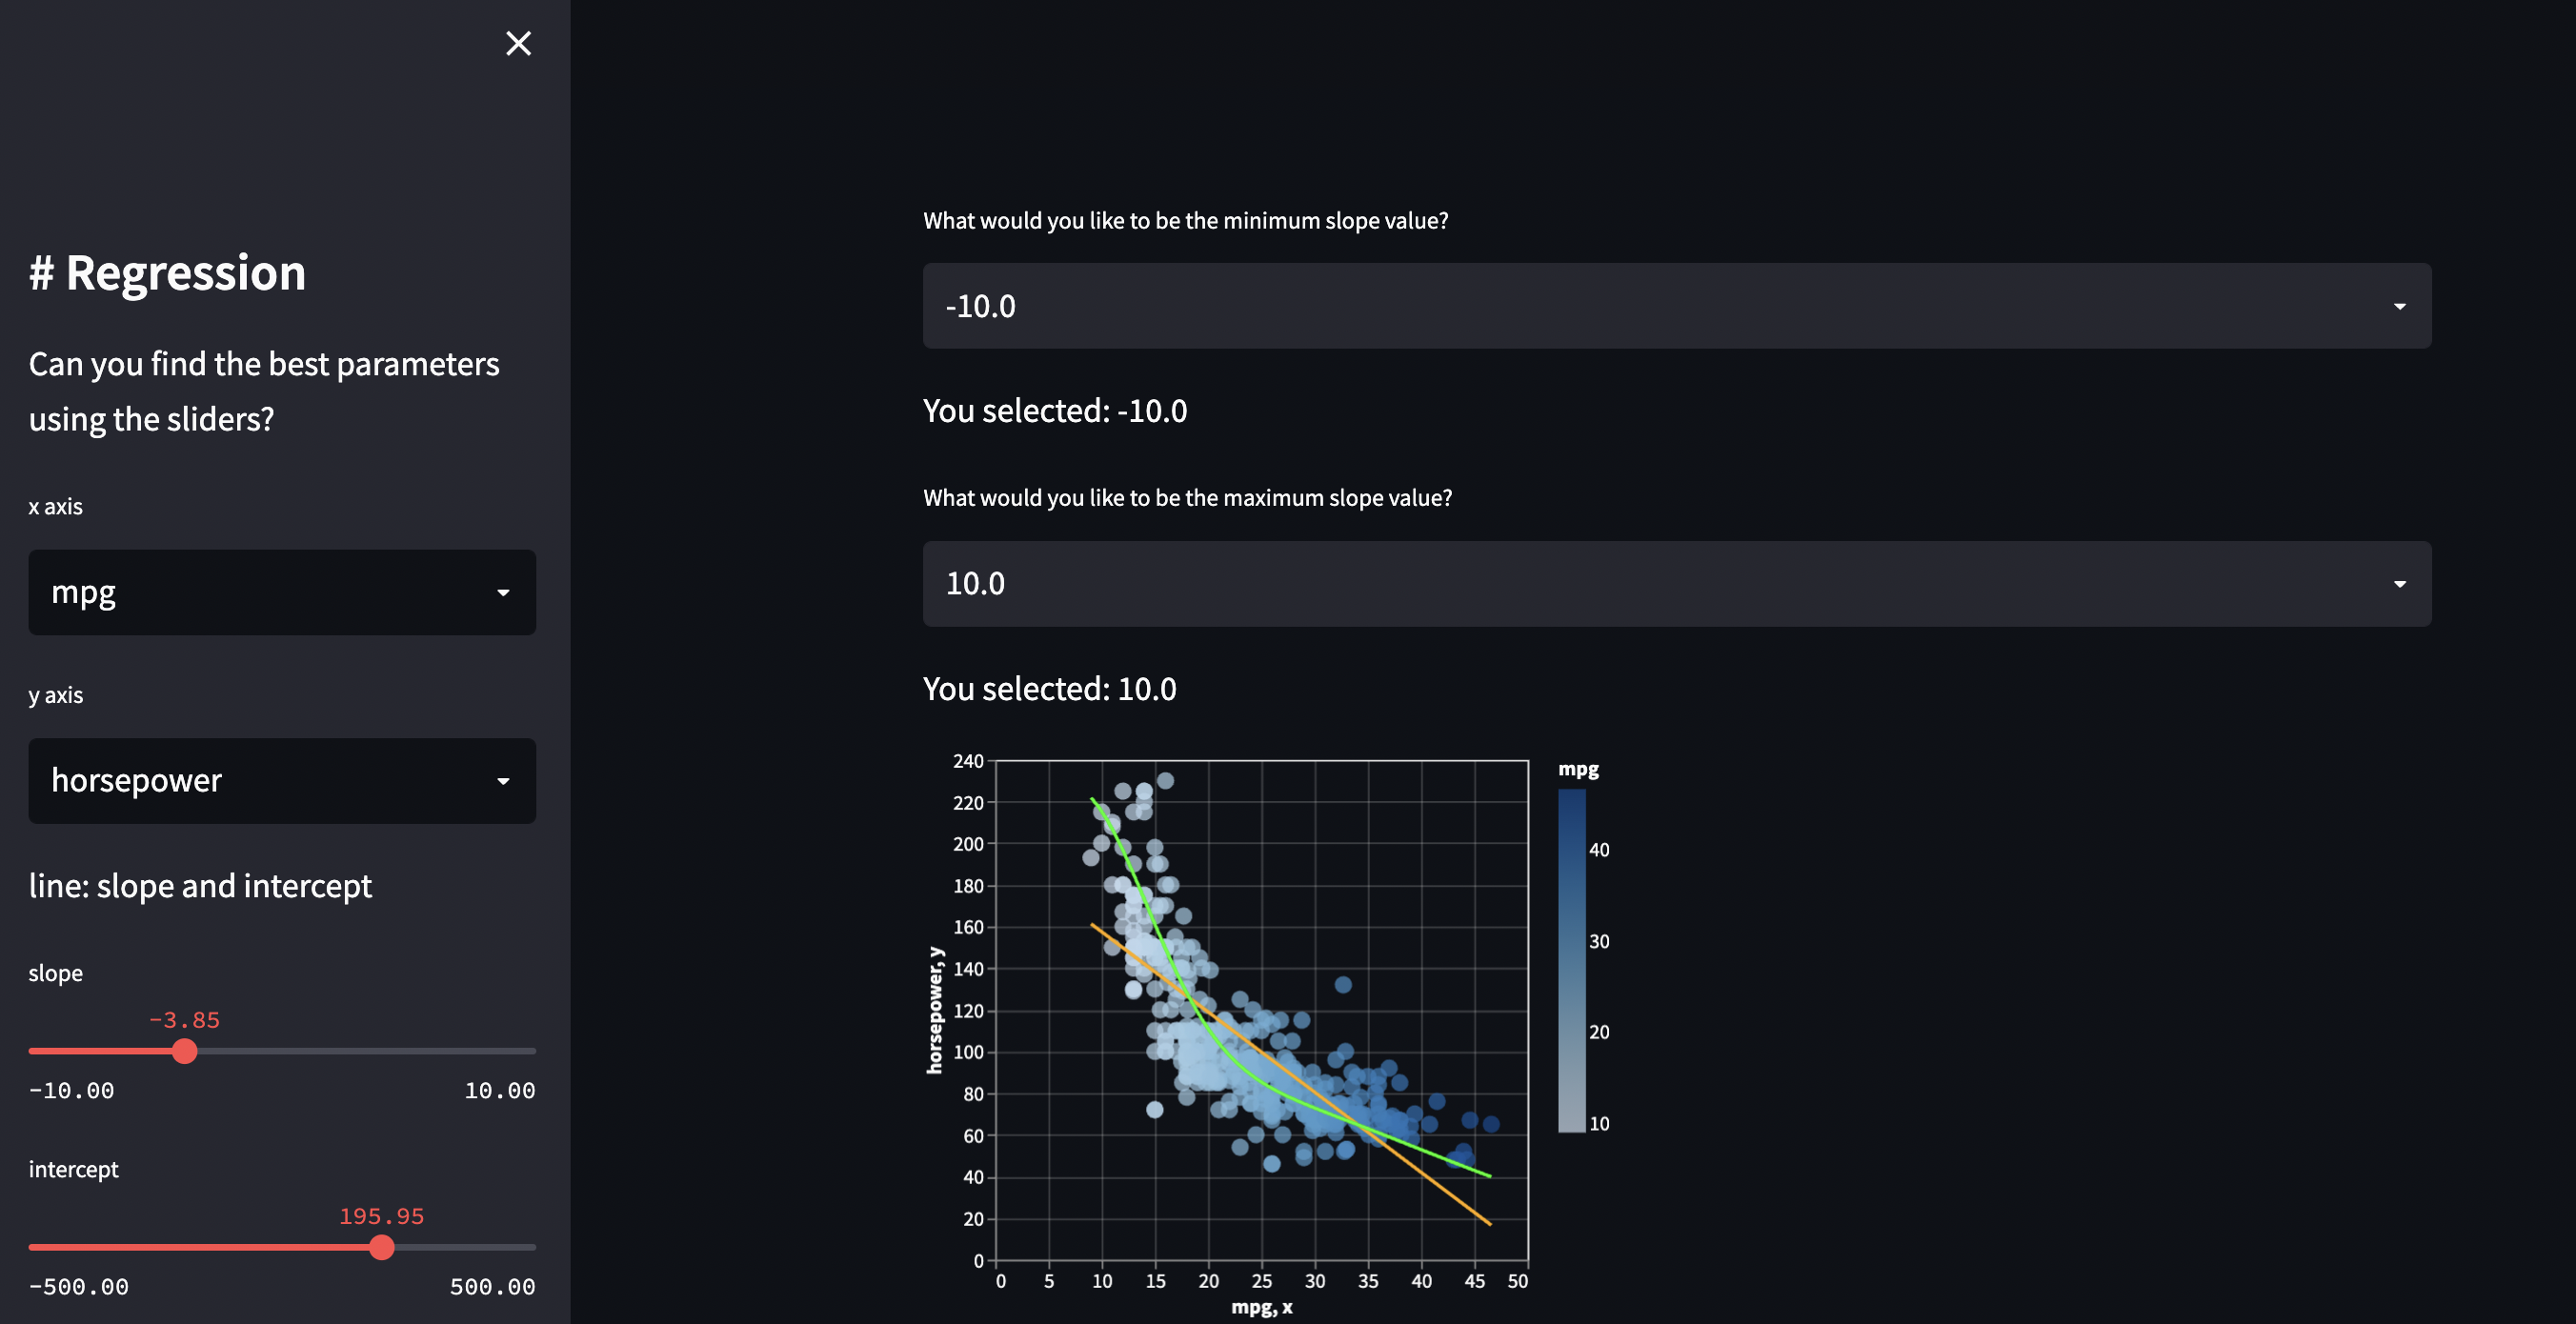 # Regression
Can you find the best parameters
using the sliders?
x axis
mpg
y axis
horsepower
line: slope and intercept
slope
-3.85
-10.00 10.00
intercept
195.95
-500.00 500.00
What would you like to be the minimum slope value?
-10.0
You selected: -10.0
What would you like to be the maximum slope value?
10.0
You selected: 10.0
240
220
200
180
160
140
120
100
80
60
40
20
0
horsepower, y
0 5 10 15 20 25 30 35 40 45 50
mpg, x
mpg
40
30
20
10